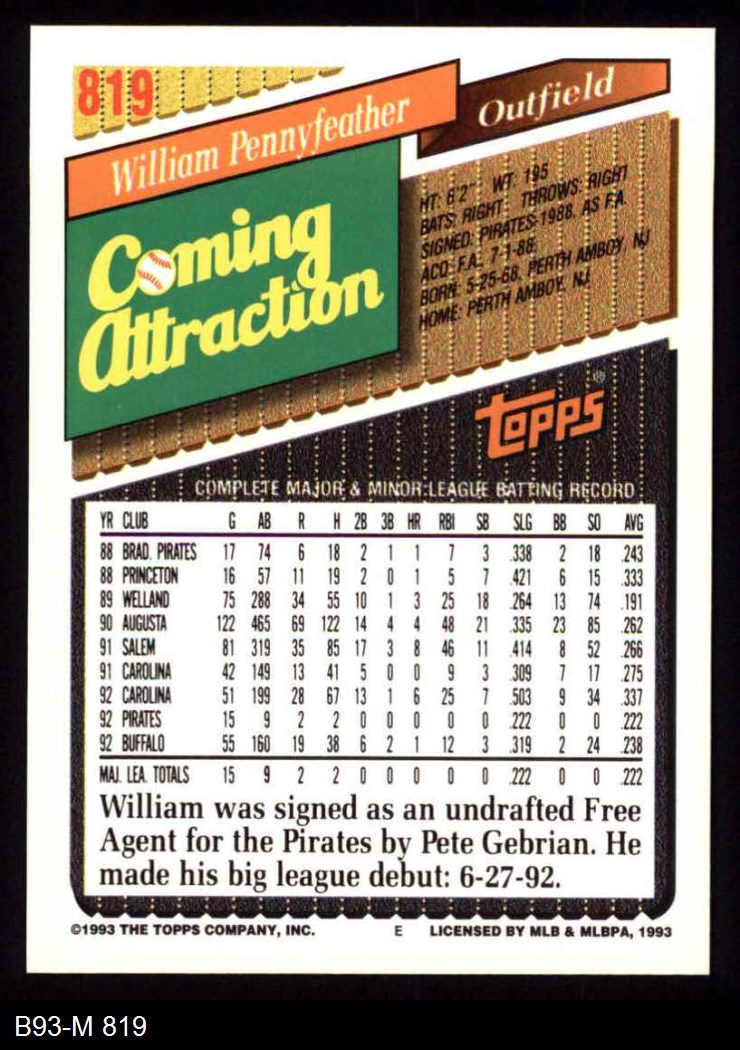 819
William Pennyfeather
Outfield
Coming
Attraction
HT: 6'2" WT: 195
BATS: RIGHT THROWS: RIGHT
SIGNED: PIRATES-1988, AS F.A.
ACQ: F.A., 7-1-88
BORN: 5-25-68, PERTH AMBOY, NJ
HOME: PERTH AMBOY, NJ
TOPPS®
COMPLETE MAJOR & MINOR LEAGUE BATTING RECORD
YR CLUB G AB R H 2B 3B HR RBI SB SLG BB SO AVG
88 BRAD. PIRATES 17 74 6 18 2 1 1 7 3 .338 2 18 .243
88 PRINCETON 16 57 11 19 2 0 1 5 7 .421 6 15 .333
89 WELLAND 75 288 34 55 10 1 3 25 18 .264 13 74 .191
90 AUGUSTA 122 465 69 122 14 4 4 48 21 .335 23 85 .262
91 SALEM 81 319 35 85 17 3 8 46 11 .414 8 52 .266
91 CAROLINA 42 149 13 41 5 0 0 9 3 .309 7 17 .275
92 CAROLINA 51 199 28 67 13 1 6 25 7 .503 9 34 .337
92 PIRATES 15 9 2 2 0 0 0 0 0 .222 0 0 .222
92 BUFFALO 55 160 19 38 6 2 1 12 3 .319 2 24 .238
MAJ. LEA. TOTALS 15 9 2 2 0 0 0 0 0 .222 0 0 .222
William was signed as an undrafted Free
Agent for the Pirates by Pete Gebrian. He
made his big league debut: 6-27-92.
©1993 THE TOPPS COMPANY, INC. E LICENSED BY MLB & MLBPA, 1993
B93-M 819